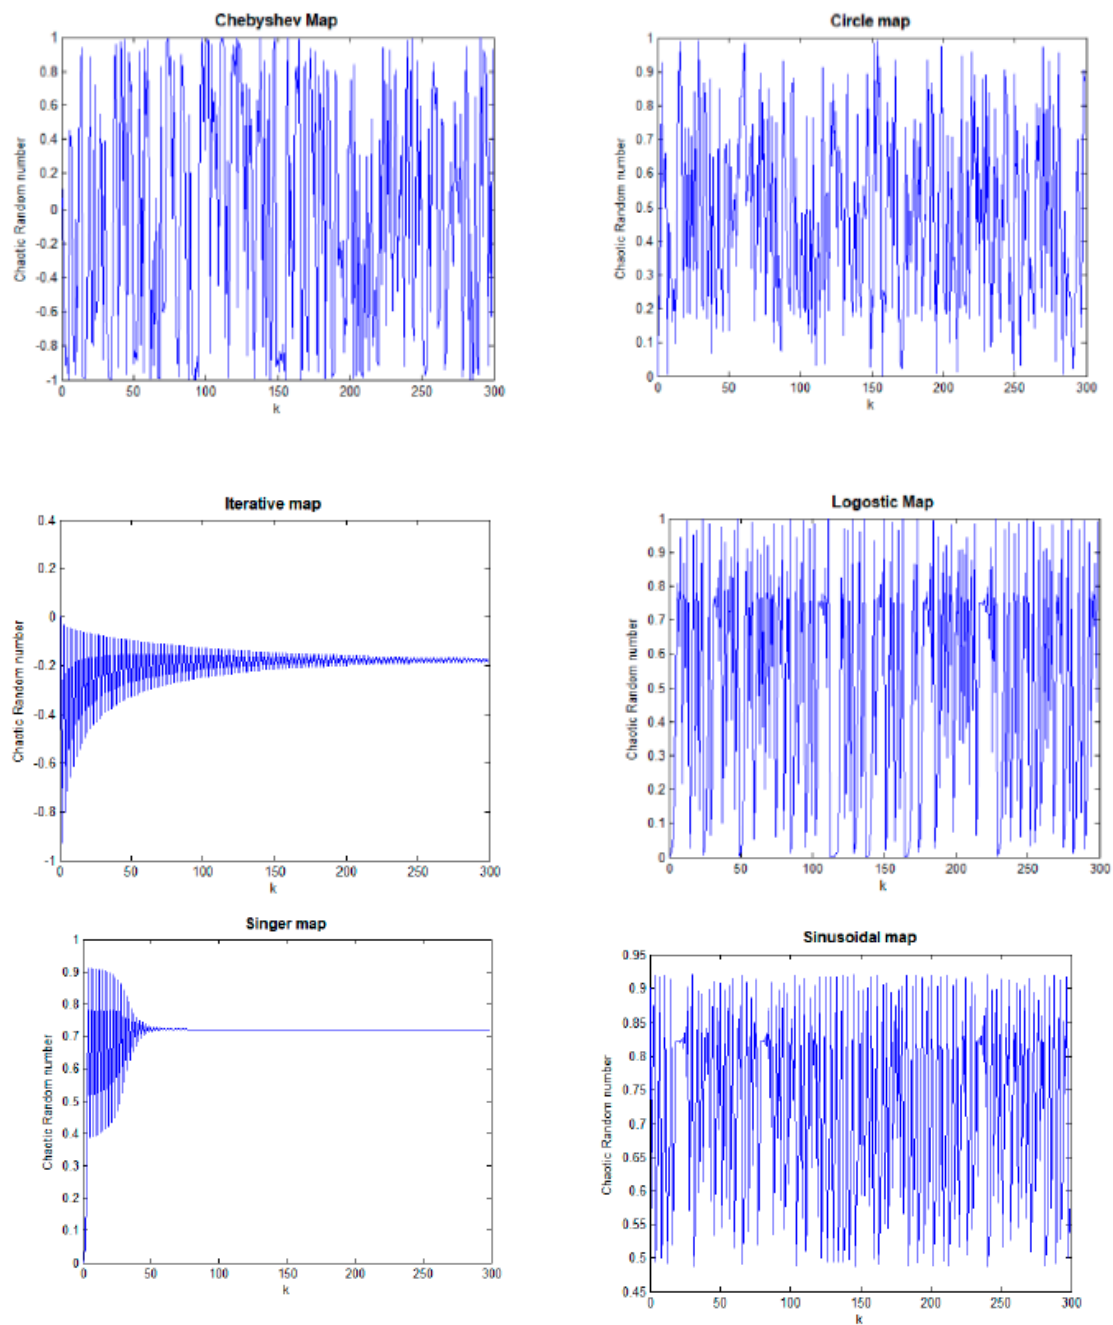 Chebyshev Map
1
0.8
0.6
0.4
0.2
0
-0.2
-0.4
-0.6
-0.8
-1
Chaotic Random number
0 50 100 150 200 250 300
k
Circle map
1
0.9
0.8
0.7
0.6
0.5
0.4
0.3
0.2
0.1
0
Chaotic Random number
0 50 100 150 200 250 300
k
Iterative map
0.4
0.2
0
-0.2
-0.4
-0.6
-0.8
-1
Chaotic Random number
0 50 100 150 200 250 300
k
Logostic Map
1
0.9
0.8
0.7
0.6
0.5
0.4
0.3
0.2
0.1
0
Chaotic Random number
0 50 100 150 200 250 300
k
Singer map
1
0.9
0.8
0.7
0.6
0.5
0.4
0.3
0.2
0.1
0
Chaotic Random number
0 50 100 150 200 250 300
k
Sinusoidal map
0.95
0.9
0.85
0.8
0.75
0.7
0.65
0.6
0.55
0.5
0.45
Chaotic Random number
0 50 100 150 200 250 300
k